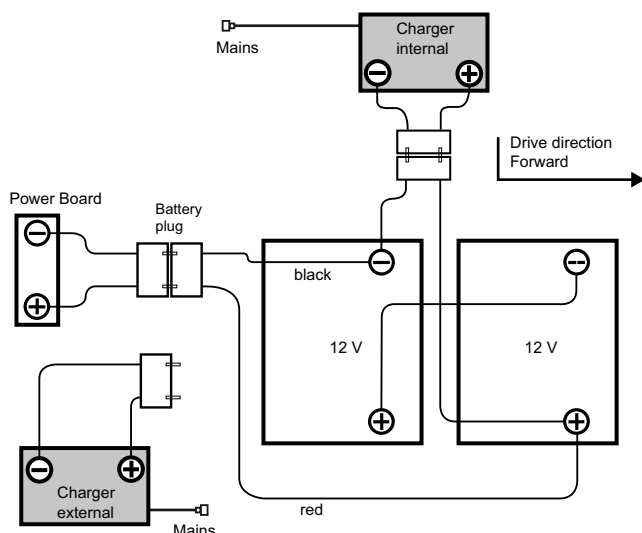 Charger
internal
Mains
−
+
Drive direction
Forward
Power Board
Battery
plug
−
+
black
−
--
12 V
12 V
+
+
−
+
Charger
external
red
Mains